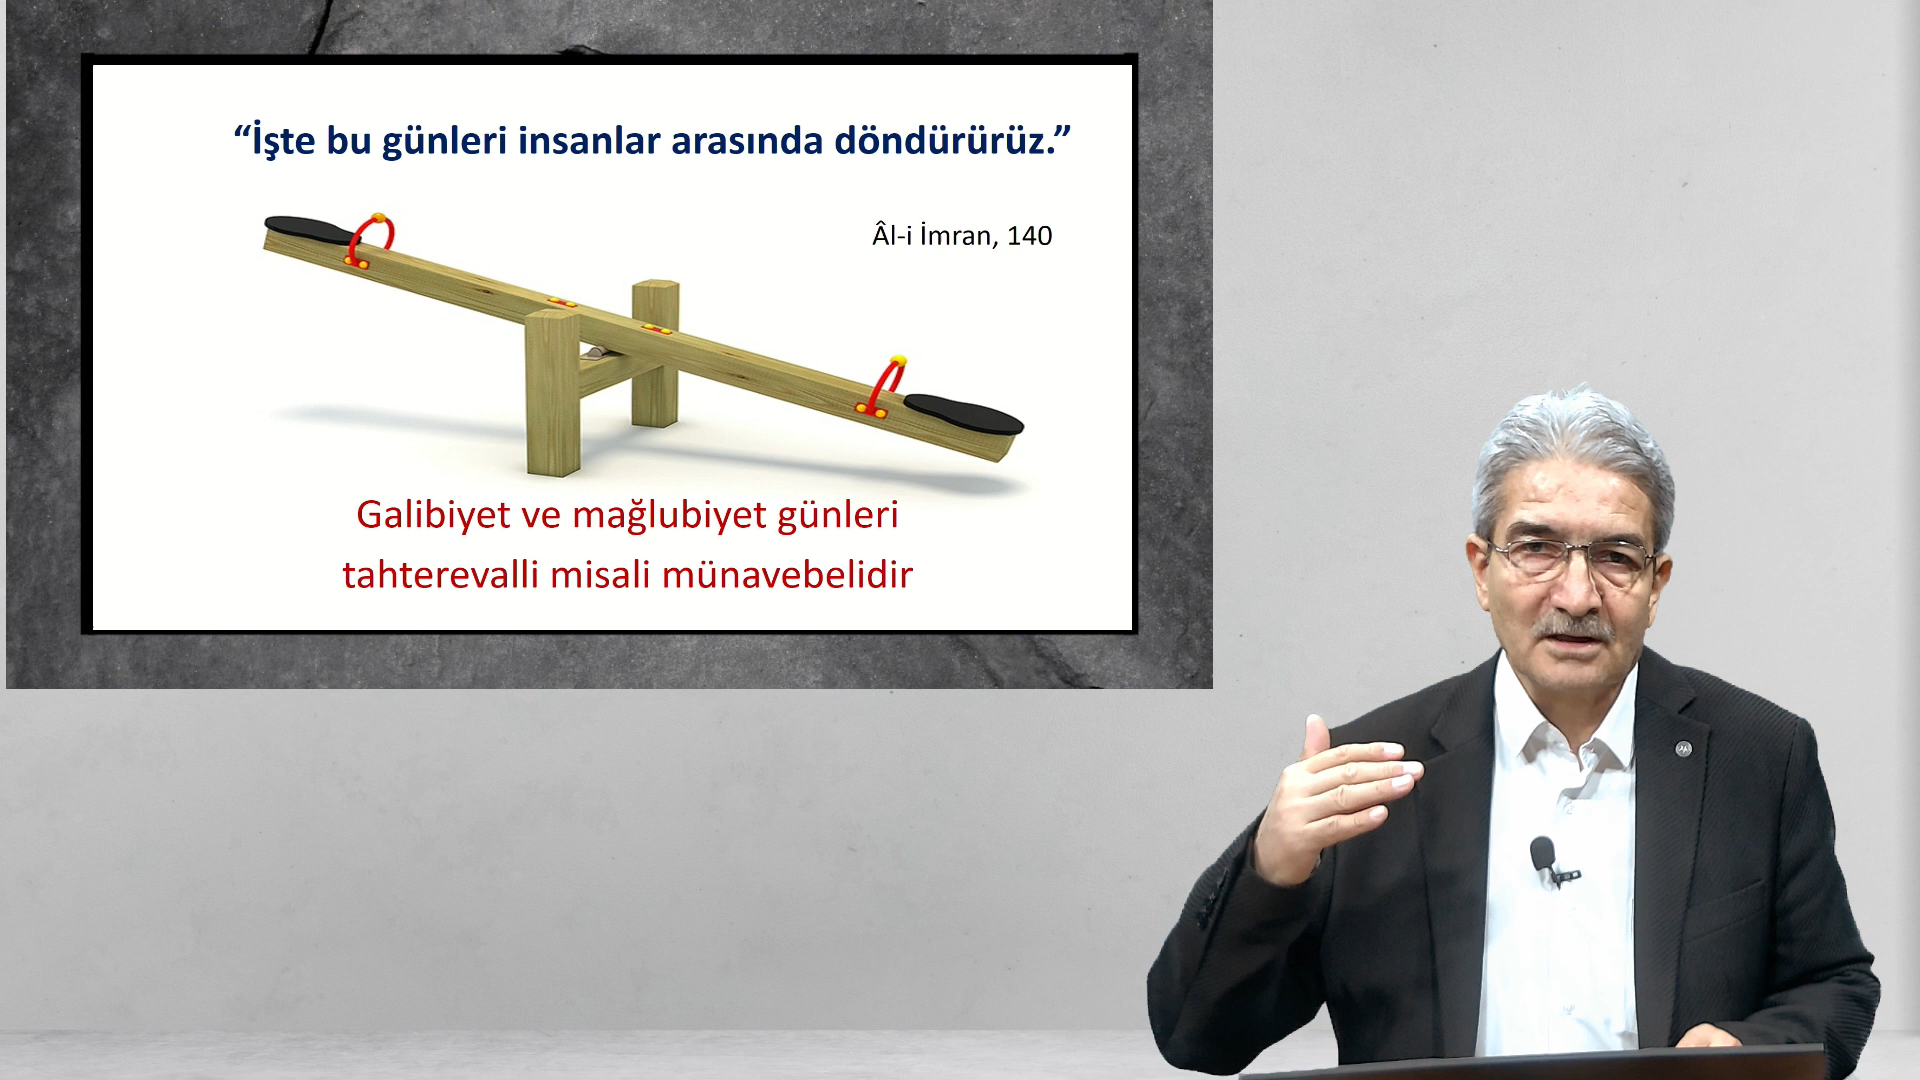 “İşte bu günleri insanlar arasında döndürürüz.”
Âl-i İmran, 140
Galibiyet ve mağlubiyet günleri
tahterevalli misali münavebelidir